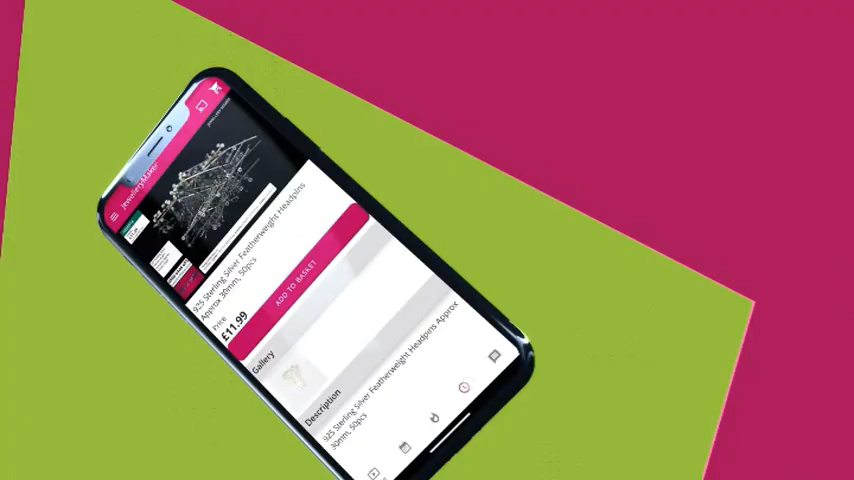 JewelleryMaker
925 Sterling Silver Featherweight Headpins
Approx 30mm, 50pcs
Price
£11.99
ADD TO BASKET
Gallery
Description
925 Sterling Silver Featherweight Headpins Approx
30mm, 50pcs